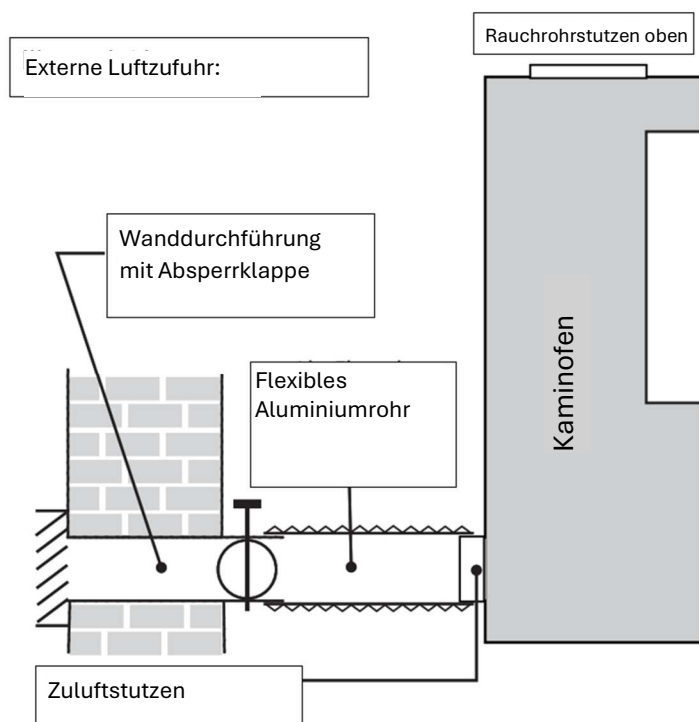 Rauchrohrstutzen oben
Externe Luftzufuhr:
Wanddurchführung
mit Absperrklappe
Flexibles
Aluminiumrohr
Kaminofen
Zuluftstutzen